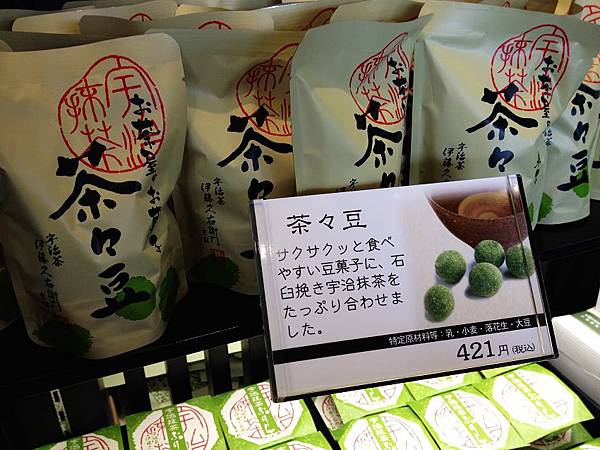 宇治
抹茶
お茶屋のお豆さん
茶々豆
宇治茶
伊藤久右衛門
茶々豆
サクサクッと食べ
やすい豆菓子に、石
臼挽き宇治抹茶を
たっぷり合わせま
した。
特定原材料等：乳・小麦・落花生・大豆
421円(税込)